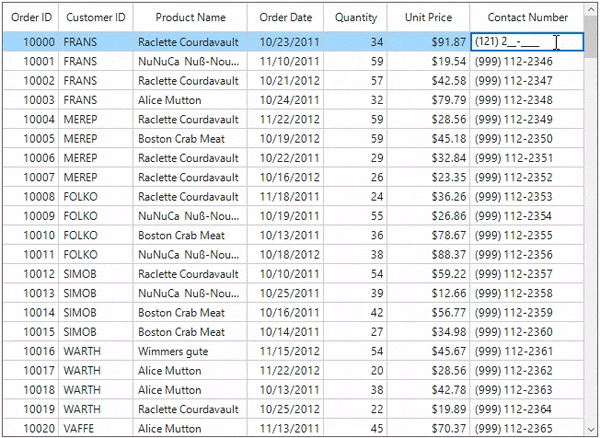 Order ID Customer ID Product Name Order Date Quantity Unit Price Contact Number
10000 FRANS Raclette Courdavault 10/23/2011 34 $91.87 (121) 2__-____
10001 FRANS NuNuCa Nuß-Nou... 11/10/2011 59 $19.54 (999) 112-2346
10002 FRANS Raclette Courdavault 10/21/2012 57 $42.58 (999) 112-2347
10003 FRANS Alice Mutton 10/24/2011 32 $79.79 (999) 112-2348
10004 MEREP Raclette Courdavault 11/22/2012 59 $28.56 (999) 112-2349
10005 MEREP Boston Crab Meat 10/19/2012 59 $45.18 (999) 112-2350
10006 MEREP Raclette Courdavault 10/22/2011 29 $32.84 (999) 112-2351
10007 MEREP Raclette Courdavault 10/16/2012 26 $23.35 (999) 112-2352
10008 FOLKO Raclette Courdavault 11/18/2011 24 $36.26 (999) 112-2353
10009 FOLKO NuNuCa Nuß-Nou... 10/19/2011 55 $26.86 (999) 112-2354
10010 FOLKO Boston Crab Meat 10/13/2011 36 $78.67 (999) 112-2355
10011 FOLKO NuNuCa Nuß-Nou... 10/18/2012 38 $88.37 (999) 112-2356
10012 SIMOB Raclette Courdavault 10/10/2011 54 $59.22 (999) 112-2357
10013 SIMOB NuNuCa Nuß-Nou... 10/25/2011 39 $12.66 (999) 112-2358
10014 SIMOB Boston Crab Meat 10/16/2011 42 $56.77 (999) 112-2359
10015 SIMOB Boston Crab Meat 10/14/2011 27 $34.98 (999) 112-2360
10016 WARTH Wimmers gute 11/15/2012 54 $45.67 (999) 112-2361
10017 WARTH Alice Mutton 11/22/2012 20 $28.56 (999) 112-2362
10018 WARTH Alice Mutton 10/13/2011 38 $42.78 (999) 112-2363
10019 WARTH Raclette Courdavault 10/25/2012 22 $19.89 (999) 112-2364
10020 VAFFE Alice Mutton 11/13/2011 45 $70.37 (999) 112-2365